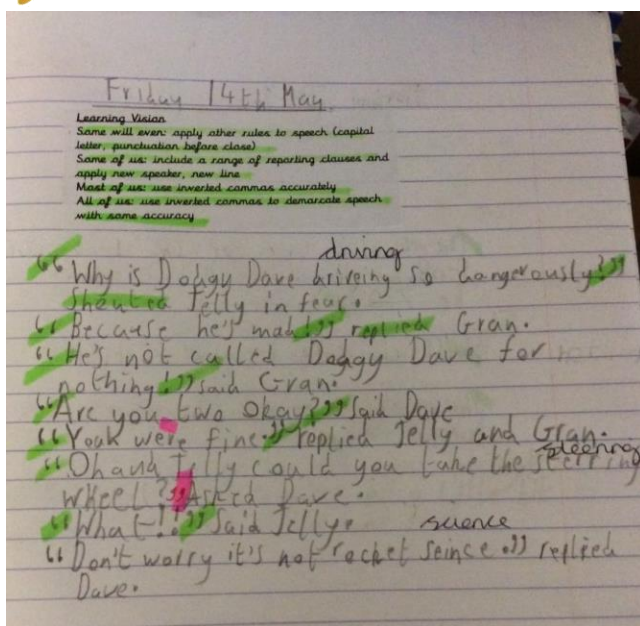 Friday 14th May
Learning Vision
Some will even: apply other rules to speech (capital
letter, punctuation before close)
Some of us: include a range of reporting clauses and
apply new speaker, new line
Most of us: use inverted commas accurately
All of us: use inverted commas to demarcate speech
with some accuracy
driving
“Why is Dodgy Dave briveing so dangerously?”
shouted Jelly in fear.
“Because he's mad!” replied Gran.
“He's not called Dodgy Dave for
nothing!” said Gran.
“Are you two okay?” said Dave
“Yeah were fine.” replied Jelly and Gran.
steering
“Oh and Jelly could you take the steering
wheel?” Asked Dave.
“What!!” said Jelly.
science
“Don't worry it's not rocket seince.” replied
Dave.